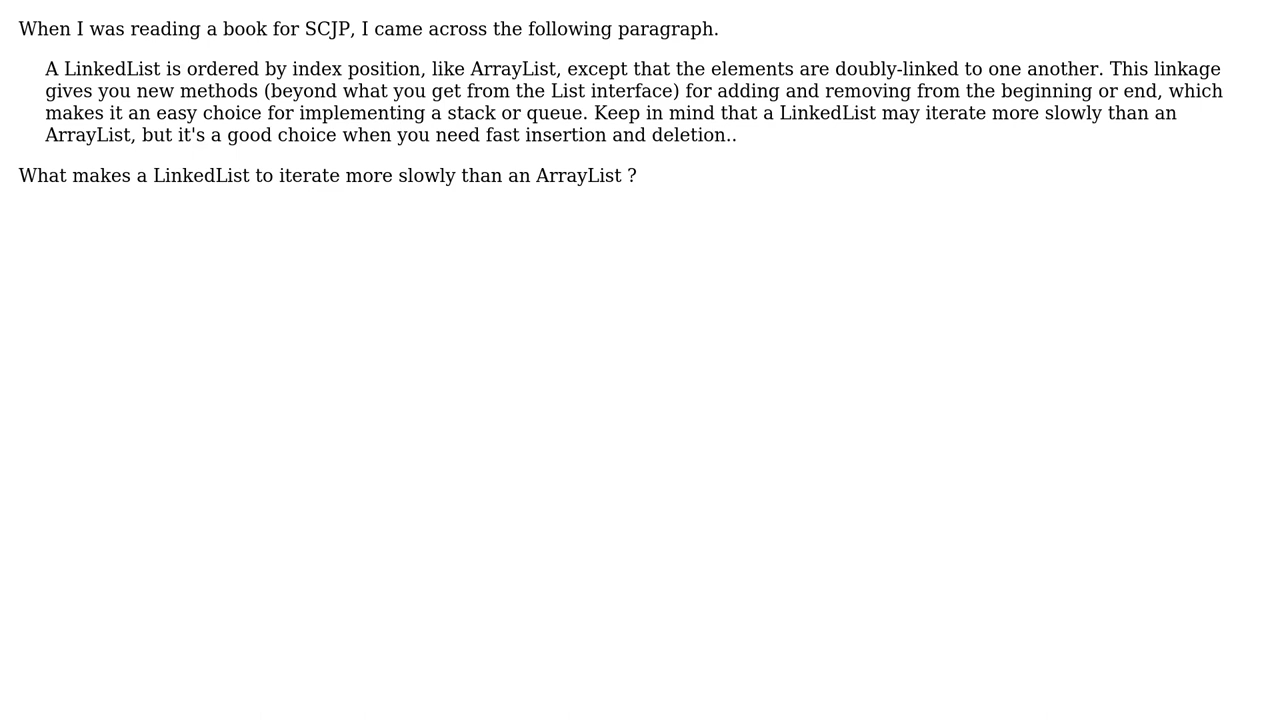 When I was reading a book for SCJP, I came across the following paragraph.
A LinkedList is ordered by index position, like ArrayList, except that the elements are doubly-linked to one another. This linkage
gives you new methods (beyond what you get from the List interface) for adding and removing from the beginning or end, which
makes it an easy choice for implementing a stack or queue. Keep in mind that a LinkedList may iterate more slowly than an
ArrayList, but it's a good choice when you need fast insertion and deletion..
What makes a LinkedList to iterate more slowly than an ArrayList ?